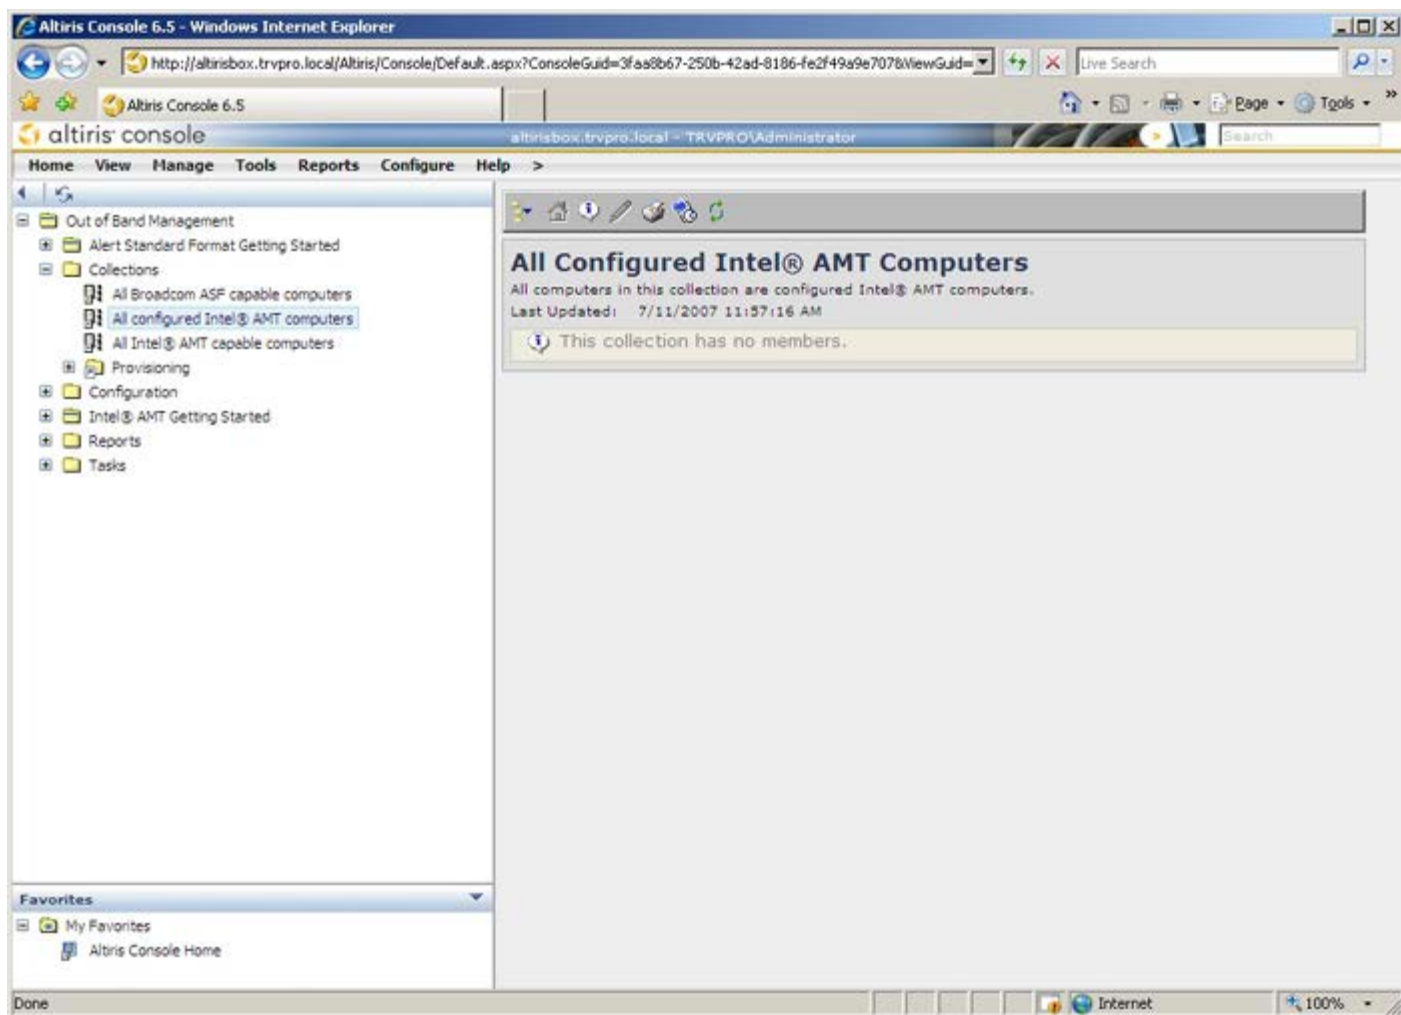 Altiris Console 6.5 - Windows Internet Explorer
http://altirisbox.trvpro.local/Altiris/Console/Default.aspx?ConsoleGuid=3faa8b67-250b-42ad-8186-fe2f49a9e707&ViewGuid=
Live Search
Altiris Console 6.5
Page
Tools
»
altiris console
altirisbox.trvpro.local - TRVPRO\Administrator
Search
Home View Manage Tools Reports Configure Help >
Out of Band Management
Alert Standard Format Getting Started
Collections
All Broadcom ASF capable computers
All configured Intel® AMT computers
All Intel® AMT capable computers
Provisioning
Configuration
Intel® AMT Getting Started
Reports
Tasks
All Configured Intel® AMT Computers
All computers in this collection are configured Intel® AMT computers.
Last Updated: 7/11/2007 11:57:16 AM
This collection has no members.
Favorites
My Favorites
Altiris Console Home
Done
Internet
100%